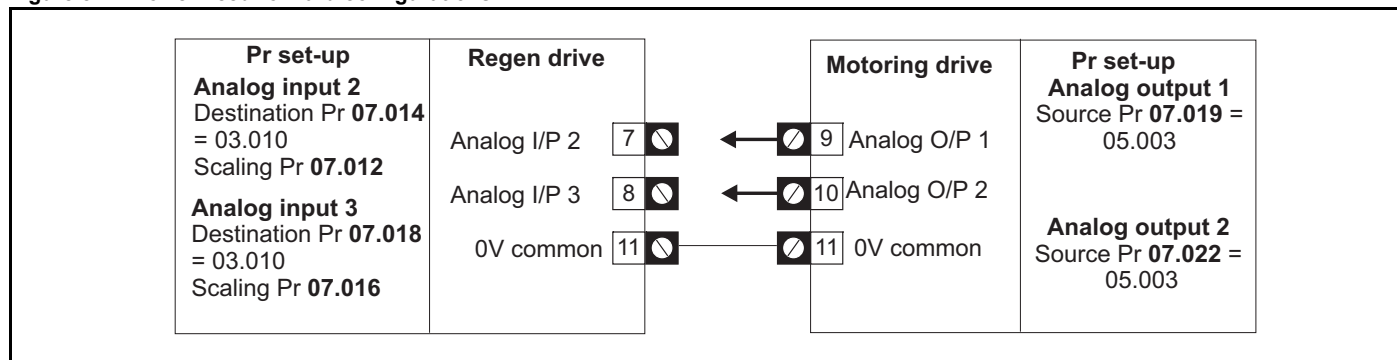 Pr set-up
Analog input 2
Destination Pr 07.014
= 03.010
Scaling Pr 07.012
Analog input 3
Destination Pr 07.018
= 03.010
Scaling Pr 07.016
Regen drive
Analog I/P 2 7
Analog I/P 3 8
0V common 11
Motoring drive
9 Analog O/P 1
10 Analog O/P 2
11 0V common
Pr set-up
Analog output 1
Source Pr 07.019 =
05.003
Analog output 2
Source Pr 07.022 =
05.003